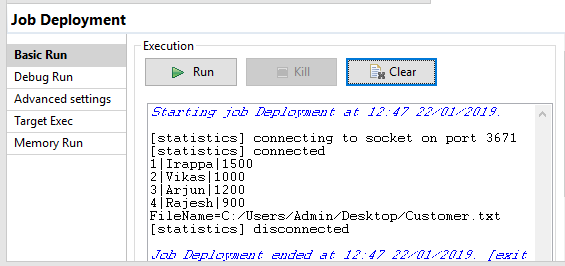 Job Deployment
Basic Run
Debug Run
Advanced settings
Target Exec
Memory Run
Execution
Run
Kill
Clear
Starting job Deployment at 12:47 22/01/2019.
[statistics] connecting to socket on port 3671
[statistics] connected
1|Irappa|1500
2|Vikas|1000
3|Arjun|1200
4|Rajesh|900
FileName=C:/Users/Admin/Desktop/Customer.txt
[statistics] disconnected
Job Deployment ended at 12:47 22/01/2019. [exit